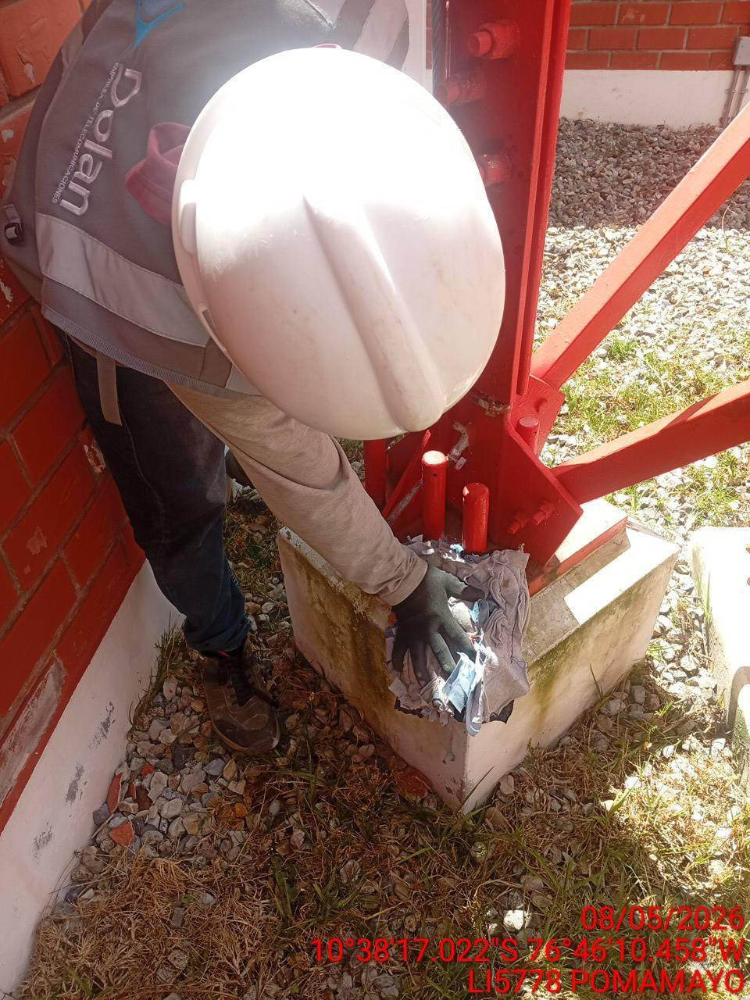 Dolan
EMPRESA DE TELECOMUNICACIONES
08/05/2026
10°38'17.022"S 76°46'10.458"W
LI5778 POMAMAYO